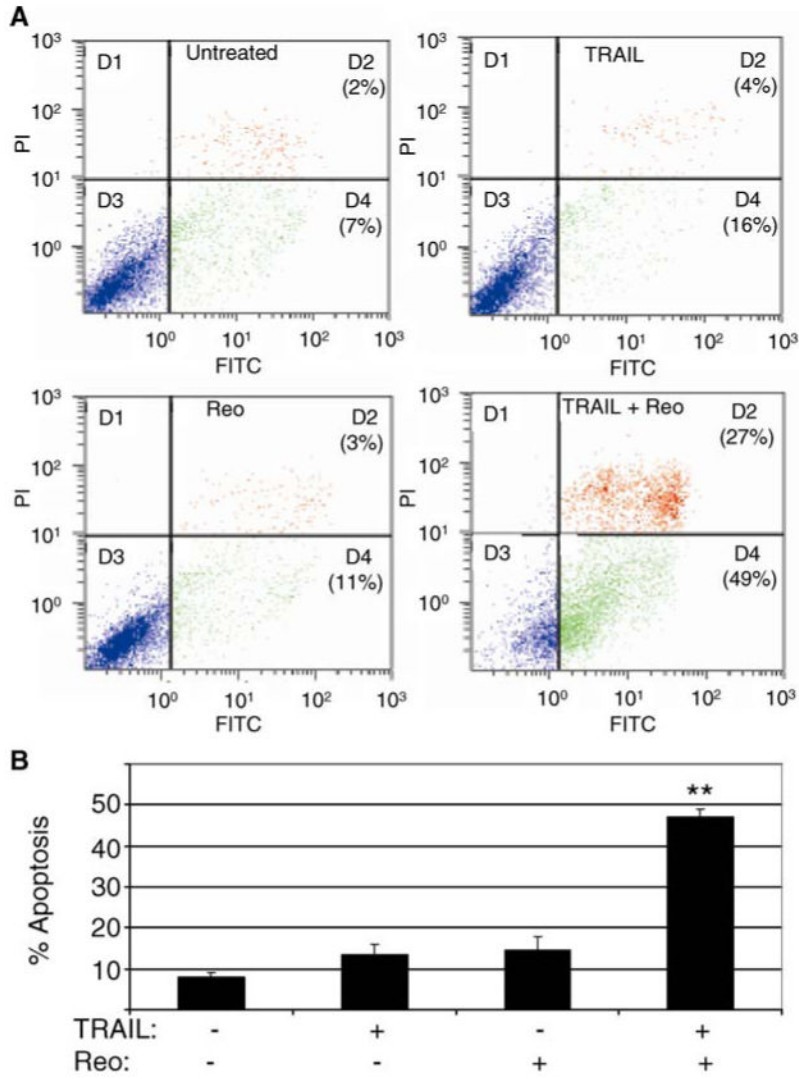 A
Untreated
D1
D2
(2%)
D3
D4
(7%)
10³
10²
10¹
10⁰
PI
10⁰ 10¹ 10² 10³
FITC
TRAIL
D1
D2
(4%)
D3
D4
(16%)
10³
10²
10¹
10⁰
PI
10⁰ 10¹ 10² 10³
FITC
Reo
D1
D2
(3%)
D3
D4
(11%)
10³
10²
10¹
10⁰
PI
10⁰ 10¹ 10² 10³
FITC
TRAIL + Reo
D1
D2
(27%)
D3
D4
(49%)
10³
10²
10¹
10⁰
PI
10⁰ 10¹ 10² 10³
FITC
B
% Apoptosis
50
40
30
20
10
**
TRAIL: - + - +
Reo: - - + +